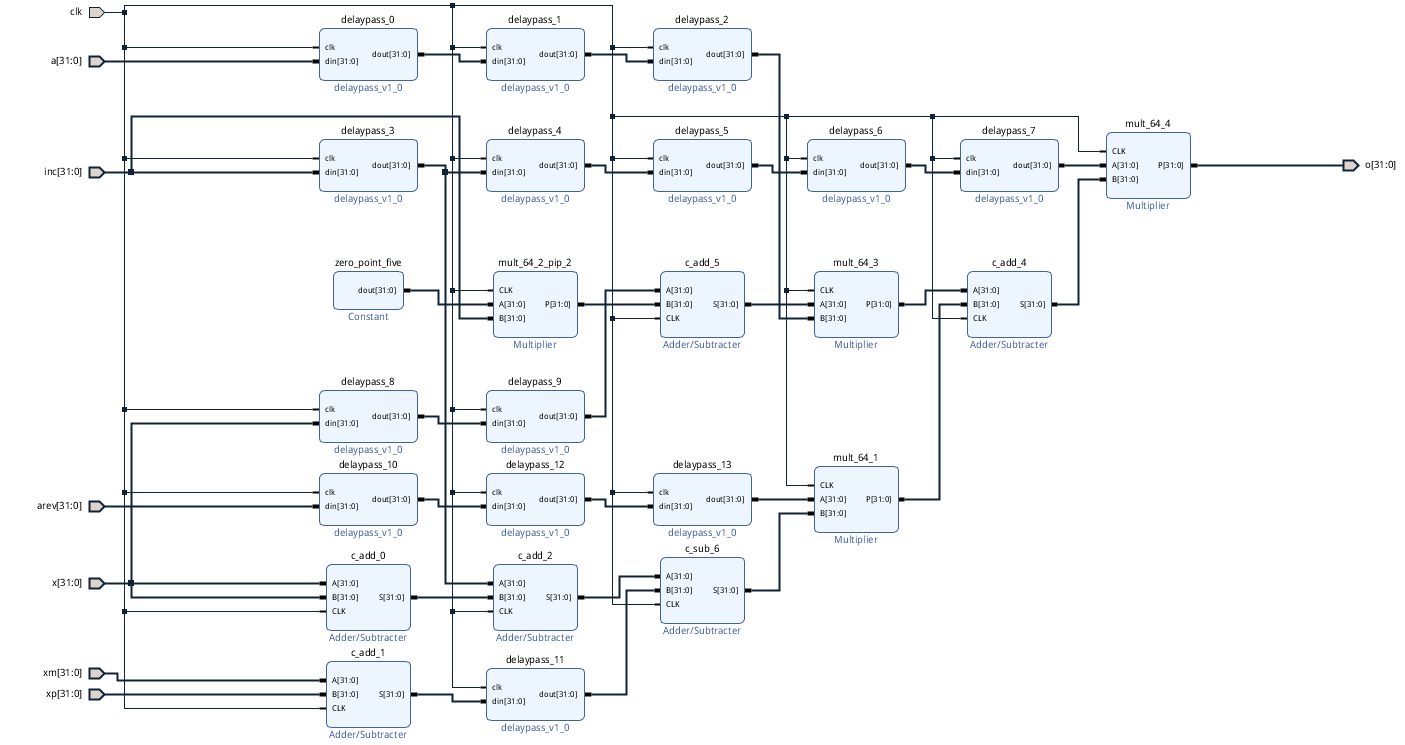 clk
delaypass_0
clk
din[31:0]
dout[31:0]
delaypass_v1_0
delaypass_1
clk
din[31:0]
dout[31:0]
delaypass_v1_0
delaypass_2
clk
din[31:0]
dout[31:0]
delaypass_v1_0
a[31:0]
inc[31:0]
delaypass_3
clk
din[31:0]
dout[31:0]
delaypass_v1_0
delaypass_4
clk
din[31:0]
dout[31:0]
delaypass_v1_0
delaypass_5
clk
din[31:0]
dout[31:0]
delaypass_v1_0
delaypass_6
clk
din[31:0]
dout[31:0]
delaypass_v1_0
delaypass_7
clk
din[31:0]
dout[31:0]
delaypass_v1_0
mult_64_4
CLK
A[31:0]
B[31:0]
P[31:0]
Multiplier
o[31:0]
zero_point_five
dout[31:0]
Constant
mult_64_2_pip_2
CLK
A[31:0]
B[31:0]
P[31:0]
Multiplier
c_add_5
A[31:0]
B[31:0]
CLK
S[31:0]
Adder/Subtracter
mult_64_3
CLK
A[31:0]
B[31:0]
P[31:0]
Multiplier
c_add_4
A[31:0]
B[31:0]
CLK
S[31:0]
Adder/Subtracter
delaypass_8
clk
din[31:0]
dout[31:0]
delaypass_v1_0
delaypass_9
clk
din[31:0]
dout[31:0]
delaypass_v1_0
arev[31:0]
delaypass_10
clk
din[31:0]
dout[31:0]
delaypass_v1_0
delaypass_12
clk
din[31:0]
dout[31:0]
delaypass_v1_0
delaypass_13
clk
din[31:0]
dout[31:0]
delaypass_v1_0
mult_64_1
CLK
A[31:0]
B[31:0]
P[31:0]
Multiplier
x[31:0]
c_add_0
A[31:0]
B[31:0]
CLK
S[31:0]
Adder/Subtracter
c_add_2
A[31:0]
B[31:0]
CLK
S[31:0]
Adder/Subtracter
c_sub_6
A[31:0]
B[31:0]
CLK
S[31:0]
Adder/Subtracter
xm[31:0]
xp[31:0]
c_add_1
A[31:0]
B[31:0]
CLK
S[31:0]
Adder/Subtracter
delaypass_11
clk
din[31:0]
dout[31:0]
delaypass_v1_0